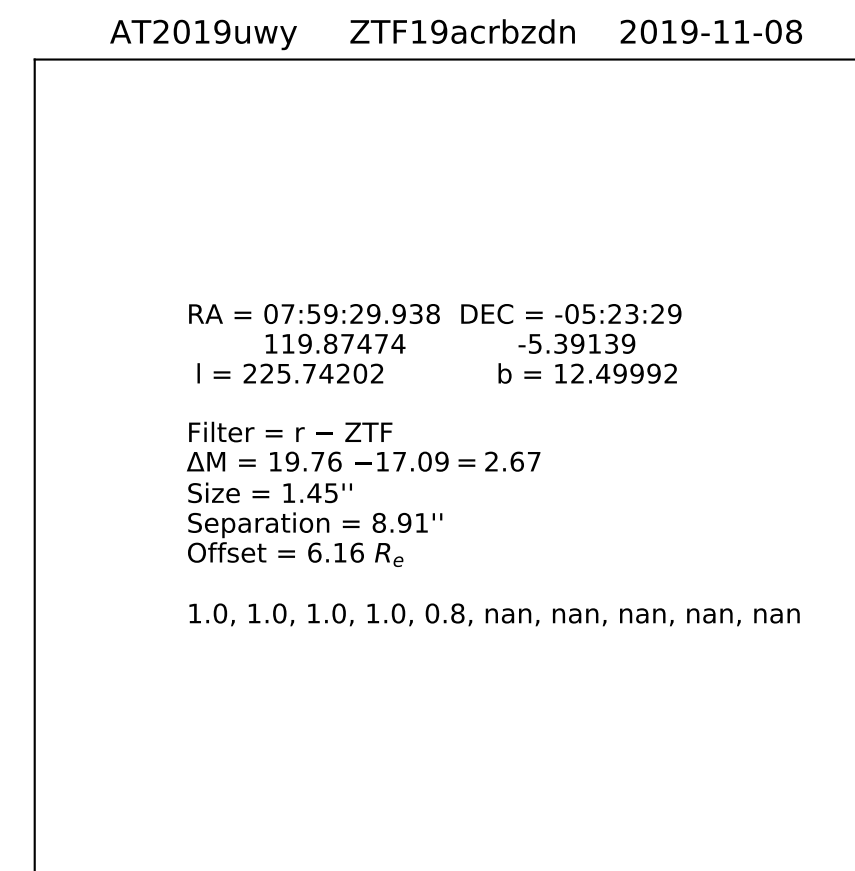 AT2019uwy ZTF19acrbzdn 2019-11-08
RA = 07:59:29.938 DEC = -05:23:29
119.87474 -5.39139
l = 225.74202 b = 12.49992
Filter = r − ZTF
ΔM = 19.76 −17.09 = 2.67
Size = 1.45''
Separation = 8.91''
Offset = 6.16 Re
1.0, 1.0, 1.0, 1.0, 0.8, nan, nan, nan, nan, nan